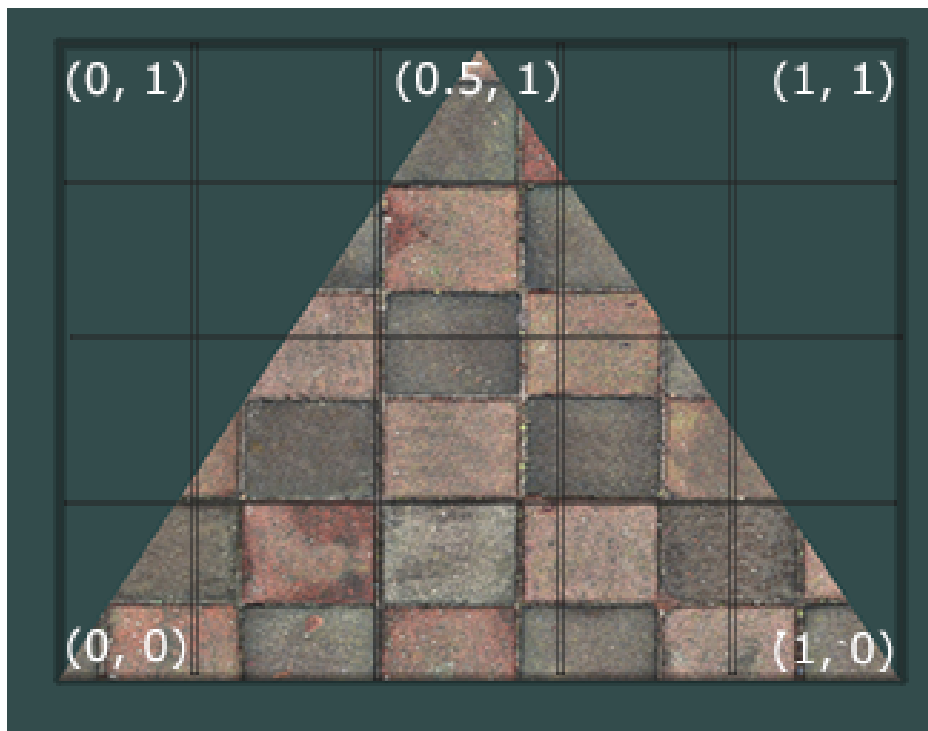 (0, 1) (0.5, 1) (1, 1)
(0, 0) (1, 0)